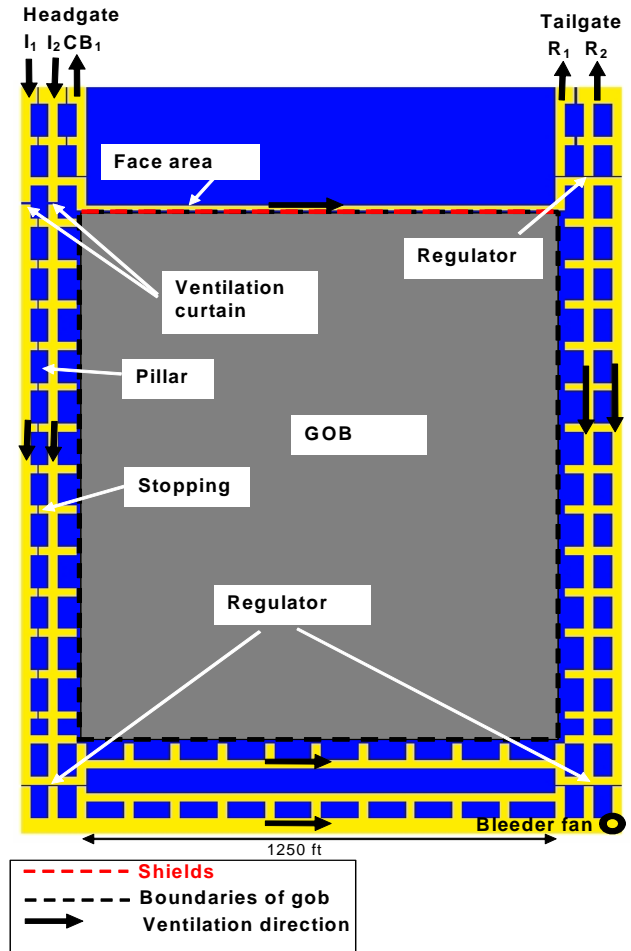 Headgate
I₁ I₂ CB₁
Tailgate
R₁ R₂
Face area
Regulator
Ventilation
curtain
Pillar
GOB
Stopping
Regulator
Bleeder fan
1250 ft
Shields
Boundaries of gob
Ventilation direction